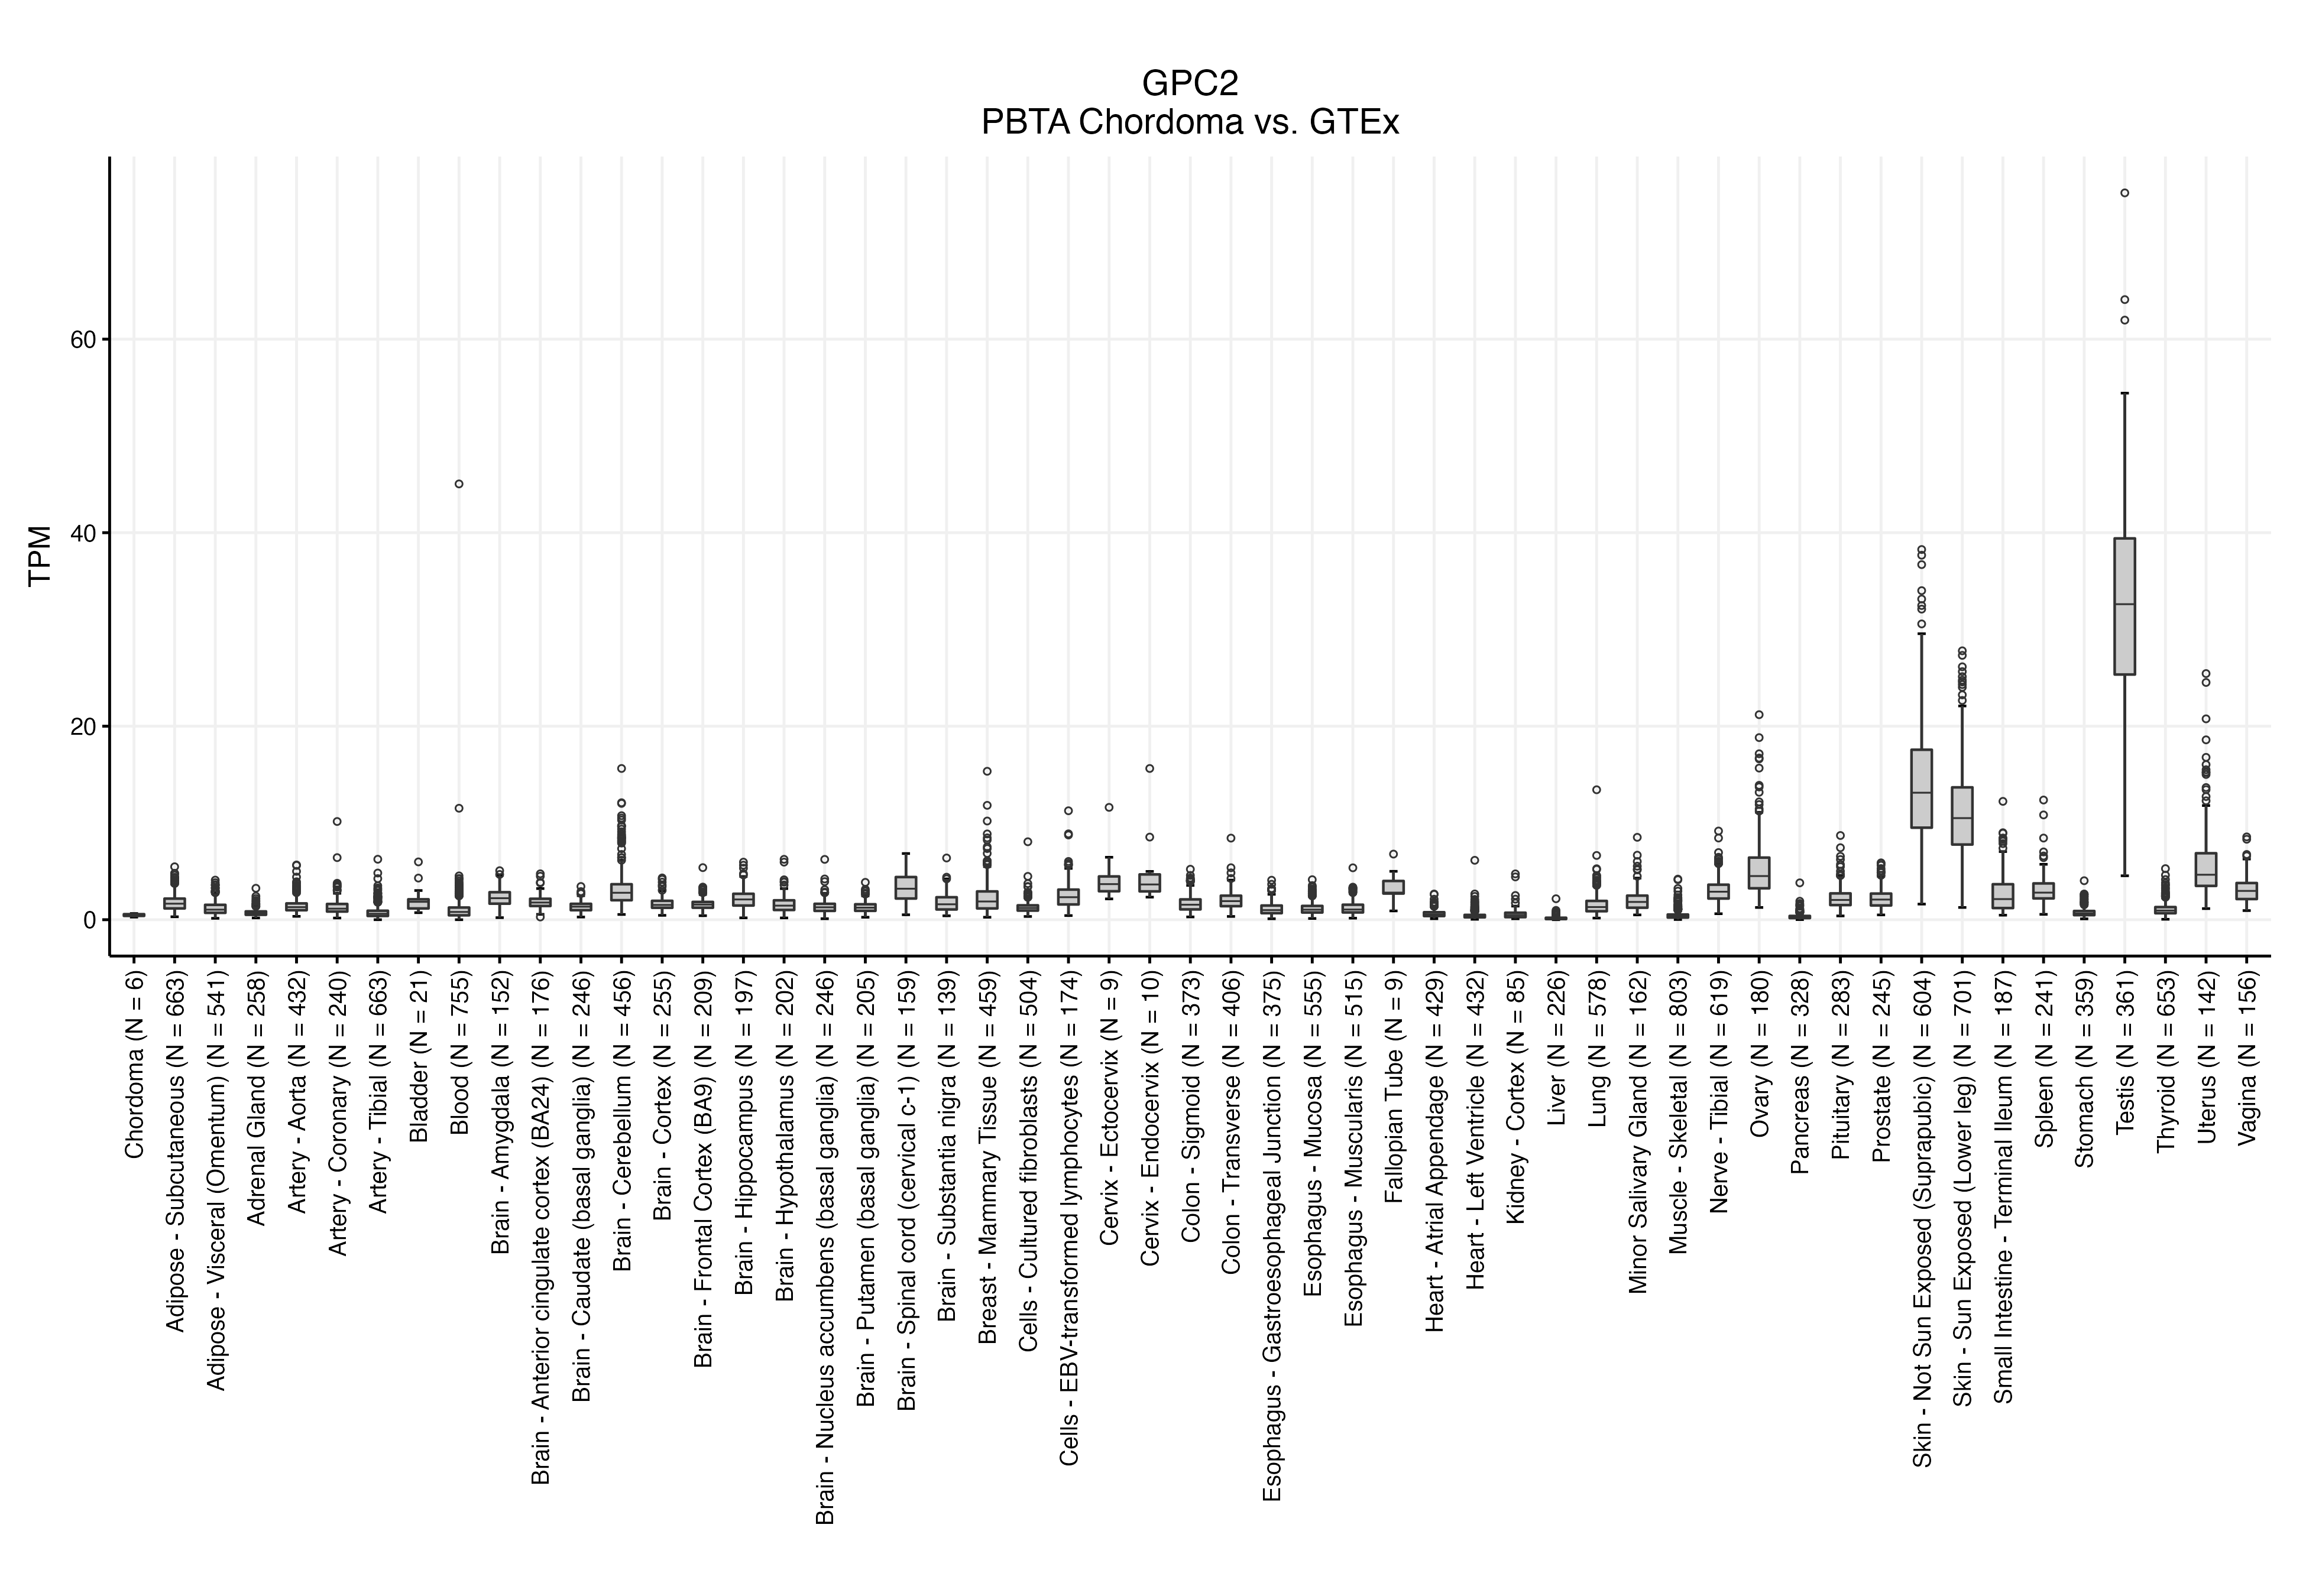 GPC2
PBTA Chordoma vs. GTEx
TPM
60
40
20
0
Chordoma (N = 6)
Adipose - Subcutaneous (N = 663)
Adipose - Visceral (Omentum) (N = 541)
Adrenal Gland (N = 258)
Artery - Aorta (N = 432)
Artery - Coronary (N = 240)
Artery - Tibial (N = 663)
Bladder (N = 21)
Blood (N = 755)
Brain - Amygdala (N = 152)
Brain - Anterior cingulate cortex (BA24) (N = 176)
Brain - Caudate (basal ganglia) (N = 246)
Brain - Cerebellum (N = 456)
Brain - Cortex (N = 255)
Brain - Frontal Cortex (BA9) (N = 209)
Brain - Hippocampus (N = 197)
Brain - Hypothalamus (N = 202)
Brain - Nucleus accumbens (basal ganglia) (N = 246)
Brain - Putamen (basal ganglia) (N = 205)
Brain - Spinal cord (cervical c-1) (N = 159)
Brain - Substantia nigra (N = 139)
Breast - Mammary Tissue (N = 459)
Cells - Cultured fibroblasts (N = 504)
Cells - EBV-transformed lymphocytes (N = 174)
Cervix - Ectocervix (N = 9)
Cervix - Endocervix (N = 10)
Colon - Sigmoid (N = 373)
Colon - Transverse (N = 406)
Esophagus - Gastroesophageal Junction (N = 375)
Esophagus - Mucosa (N = 555)
Esophagus - Muscularis (N = 515)
Fallopian Tube (N = 9)
Heart - Atrial Appendage (N = 429)
Heart - Left Ventricle (N = 432)
Kidney - Cortex (N = 85)
Liver (N = 226)
Lung (N = 578)
Minor Salivary Gland (N = 162)
Muscle - Skeletal (N = 803)
Nerve - Tibial (N = 619)
Ovary (N = 180)
Pancreas (N = 328)
Pituitary (N = 283)
Prostate (N = 245)
Skin - Not Sun Exposed (Suprapubic) (N = 604)
Skin - Sun Exposed (Lower leg) (N = 701)
Small Intestine - Terminal Ileum (N = 187)
Spleen (N = 241)
Stomach (N = 359)
Testis (N = 361)
Thyroid (N = 653)
Uterus (N = 142)
Vagina (N = 156)